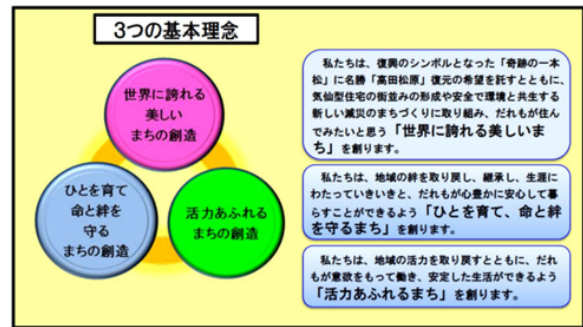 3つの基本理念
世界に誇れる
美しい
まちの創造
ひとを育て
命と絆を
守る
まちの創造
活力あふれる
まちの創造
私たちは、復興のシンボルとなった「奇跡の一本
松」に名勝「高田松原」復元の希望を託すとともに、
気仙型住宅の街並みの形成や安全で環境と共生する
新しい減災のまちづくりに取り組み、だれもが住ん
でみたいと思う「世界に誇れる美しいま
ち」を創ります。
私たちは、地域の絆を取り戻し、継承し、生涯に
わたっていきいきと、だれもが心豊かに安心して暮
らすことができるよう「ひとを育て、命と絆
を守るまち」を創ります。
私たちは、地域の活力を取り戻すとともに、だれ
もが意欲をもって働き、安定した生活ができるよう
「活力あふれるまち」を創ります。